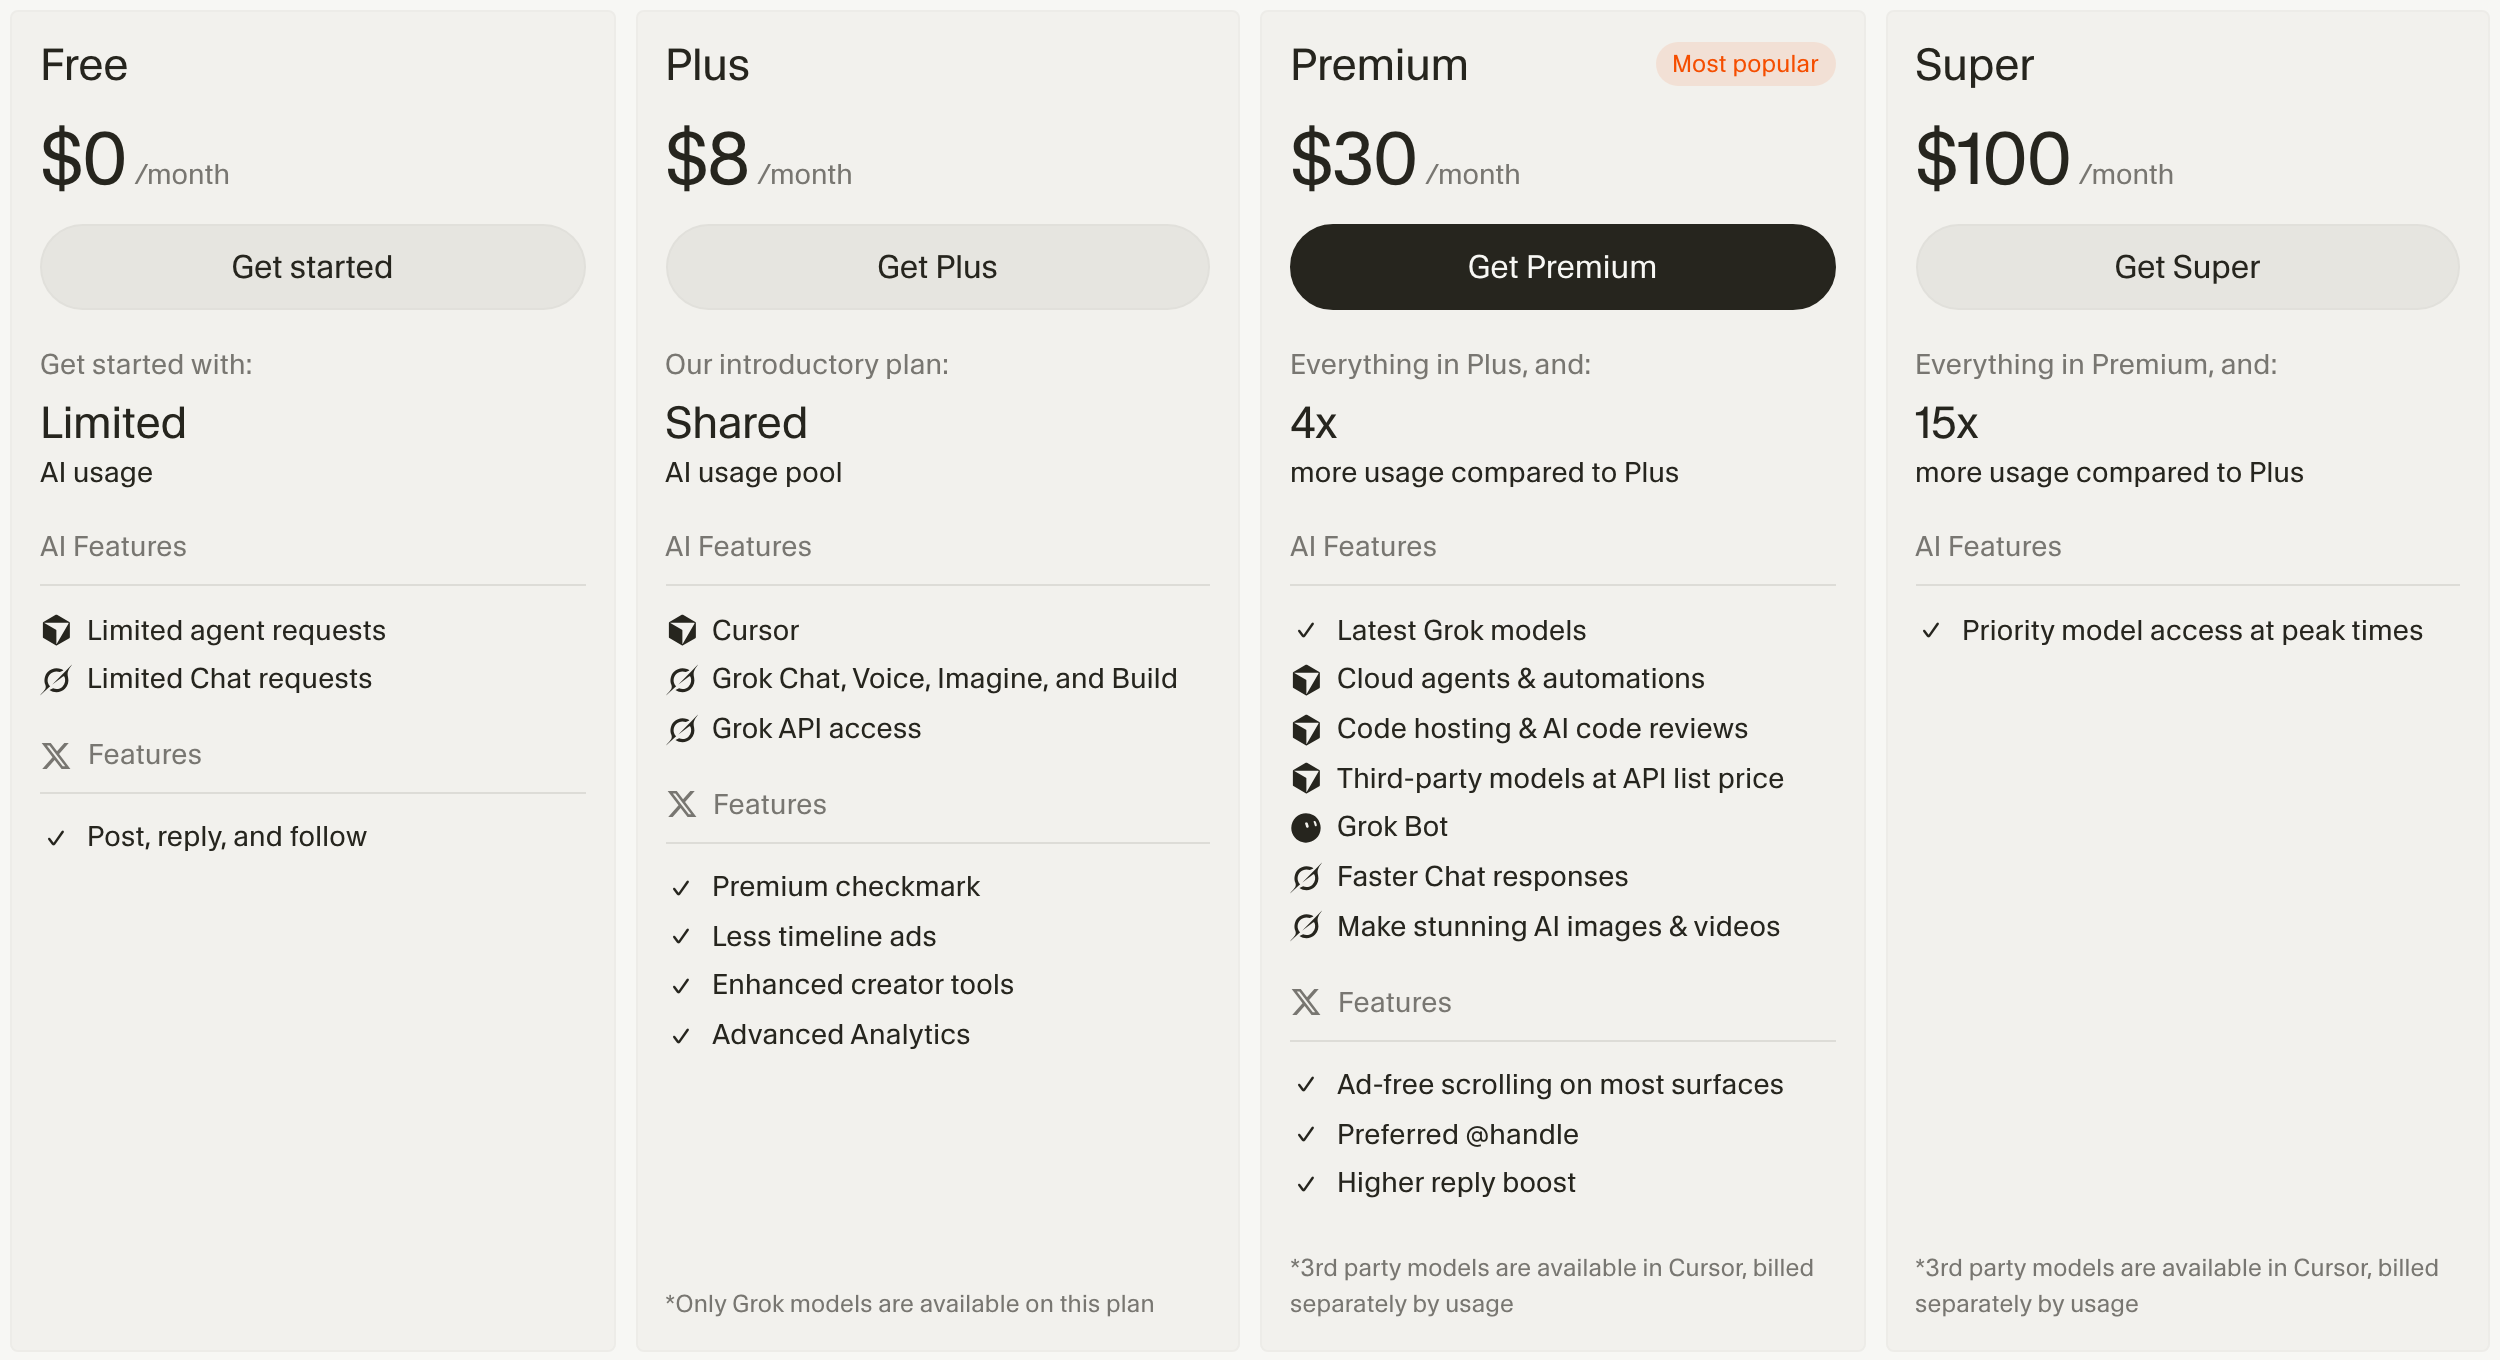 Free
$0 /month
Get started
Get started with:
Limited
AI usage
AI Features
Limited agent requests
Limited Chat requests
X Features
Post, reply, and follow
Plus
$8 /month
Get Plus
Our introductory plan:
Shared
AI usage pool
AI Features
Cursor
Grok Chat, Voice, Imagine, and Build
Grok API access
X Features
Premium checkmark
Less timeline ads
Enhanced creator tools
Advanced Analytics
*Only Grok models are available on this plan
Premium
Most popular
$30 /month
Get Premium
Everything in Plus, and:
4x
more usage compared to Plus
AI Features
Latest Grok models
Cloud agents & automations
Code hosting & AI code reviews
Third-party models at API list price
Grok Bot
Faster Chat responses
Make stunning AI images & videos
X Features
Ad-free scrolling on most surfaces
Preferred @handle
Higher reply boost
*3rd party models are available in Cursor, billed
separately by usage
Super
$100 /month
Get Super
Everything in Premium, and:
15x
more usage compared to Plus
AI Features
Priority model access at peak times
*3rd party models are available in Cursor, billed
separately by usage